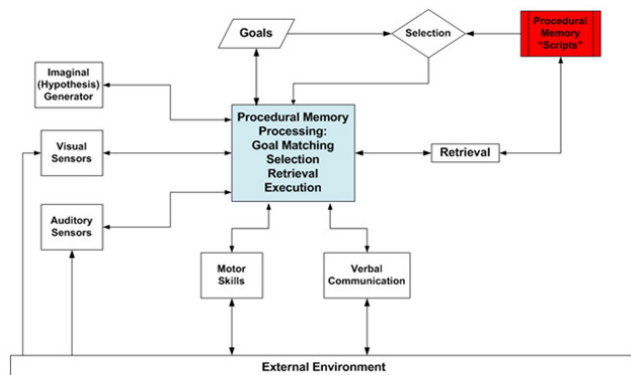 Goals
Selection
Procedural
Memory
"Scripts"
Imaginal
(Hypothesis)
Generator
Procedural Memory
Processing:
Goal Matching
Selection
Retrieval
Execution
Visual
Sensors
Retrieval
Auditory
Sensors
Motor
Skills
Verbal
Communication
External Environment